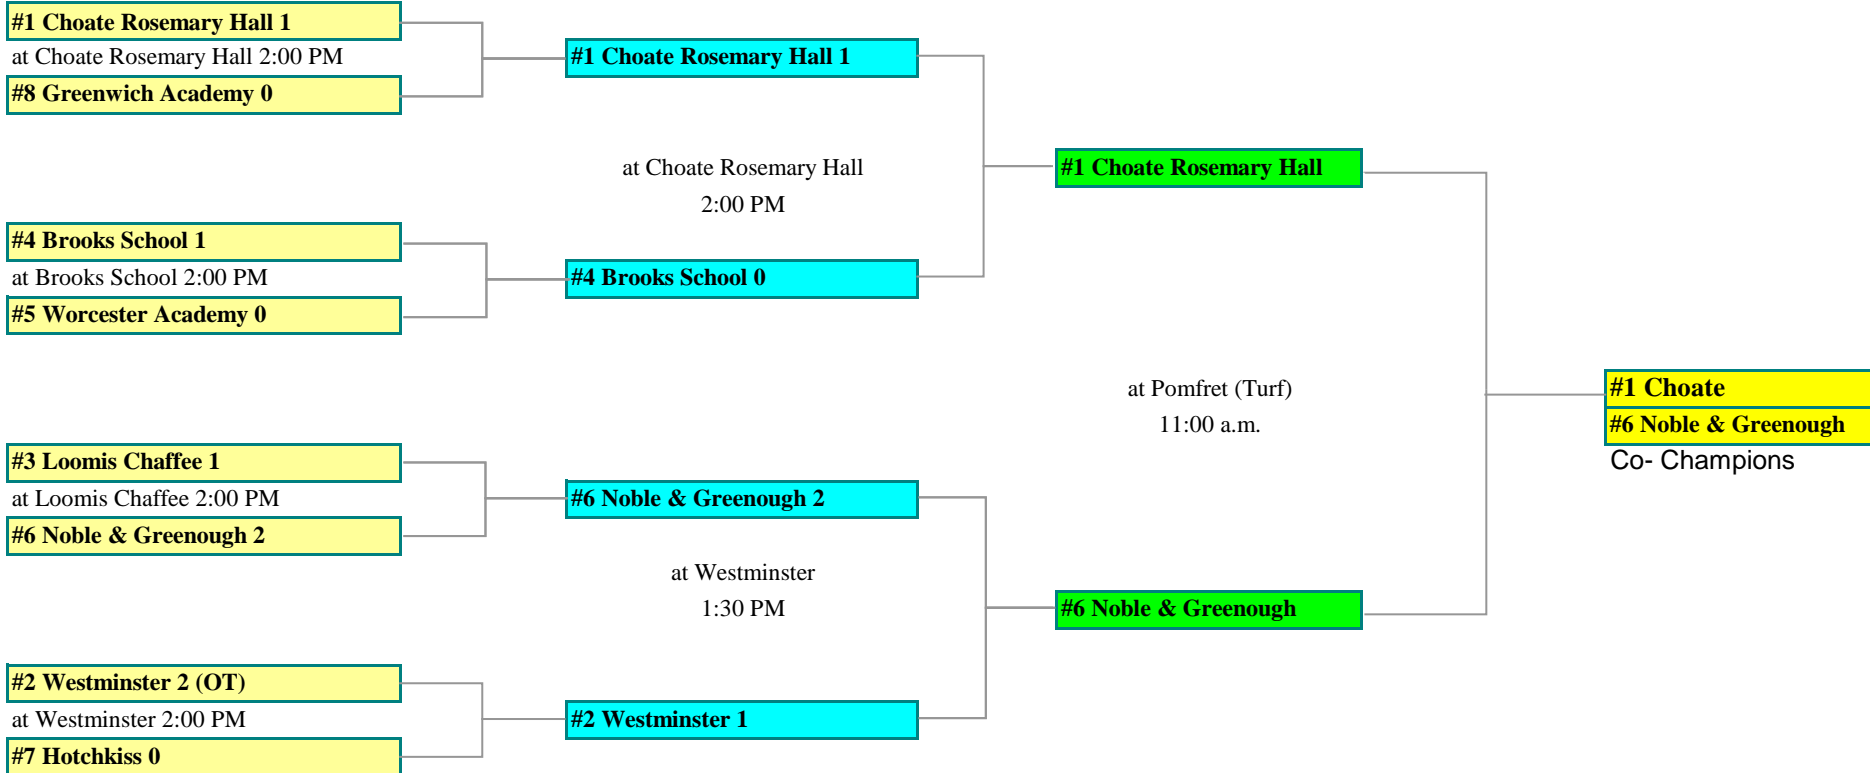 #1 Choate Rosemary Hall 1
at Choate Rosemary Hall 2:00 PM
#8 Greenwich Academy 0
#4 Brooks School 1
at Brooks School 2:00 PM
#5 Worcester Academy 0
#3 Loomis Chaffee 1
at Loomis Chaffee 2:00 PM
#6 Noble & Greenough 2
#2 Westminster 2 (OT)
at Westminster 2:00 PM
#7 Hotchkiss 0
#1 Choate Rosemary Hall 1
at Choate Rosemary Hall
2:00 PM
#4 Brooks School 0
#6 Noble & Greenough 2
at Westminster
1:30 PM
#2 Westminster 1
#1 Choate Rosemary Hall
at Pomfret (Turf)
11:00 a.m.
#6 Noble & Greenough
#1 Choate
#6 Noble & Greenough
Co- Champions